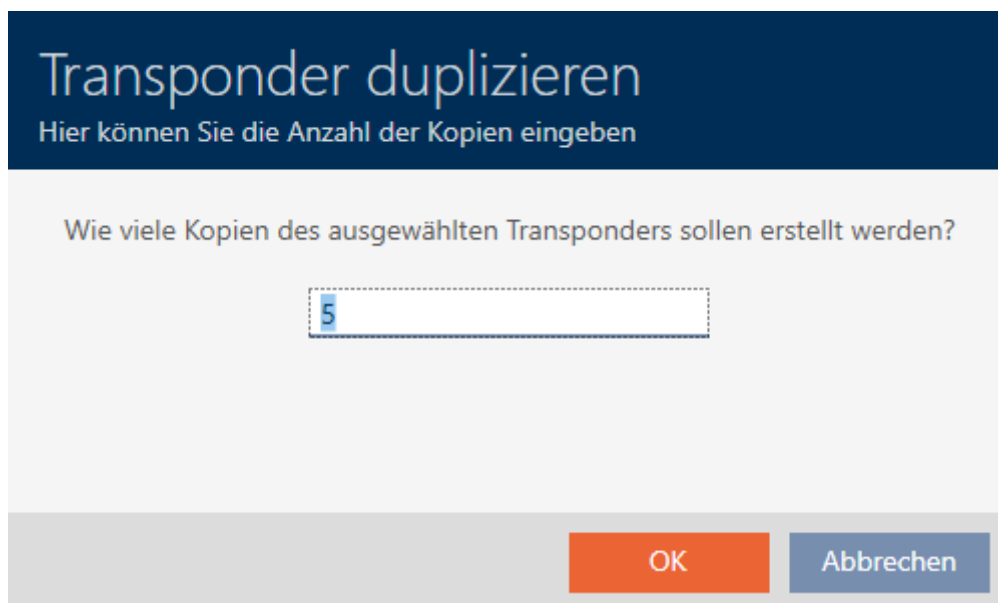 Transponder duplizieren
Hier können Sie die Anzahl der Kopien eingeben
Wie viele Kopien des ausgewählten Transponders sollen erstellt werden?
5
OK
Abbrechen